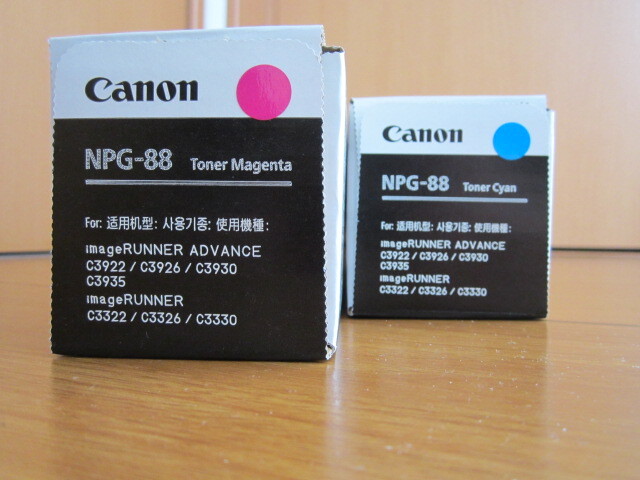 Canon
NPG-88 Toner Magenta
For: 适用机型: 사용기종: 使用機種:
imageRUNNER ADVANCE
C3922 / C3926 / C3930
C3935
imageRUNNER
C3322 / C3326 / C3330
Canon
NPG-88 Toner Cyan
For: 适用机型: 사용기종: 使用機種:
imageRUNNER ADVANCE
C3922 / C3926 / C3930
C3935
imageRUNNER
C3322 / C3326 / C3330